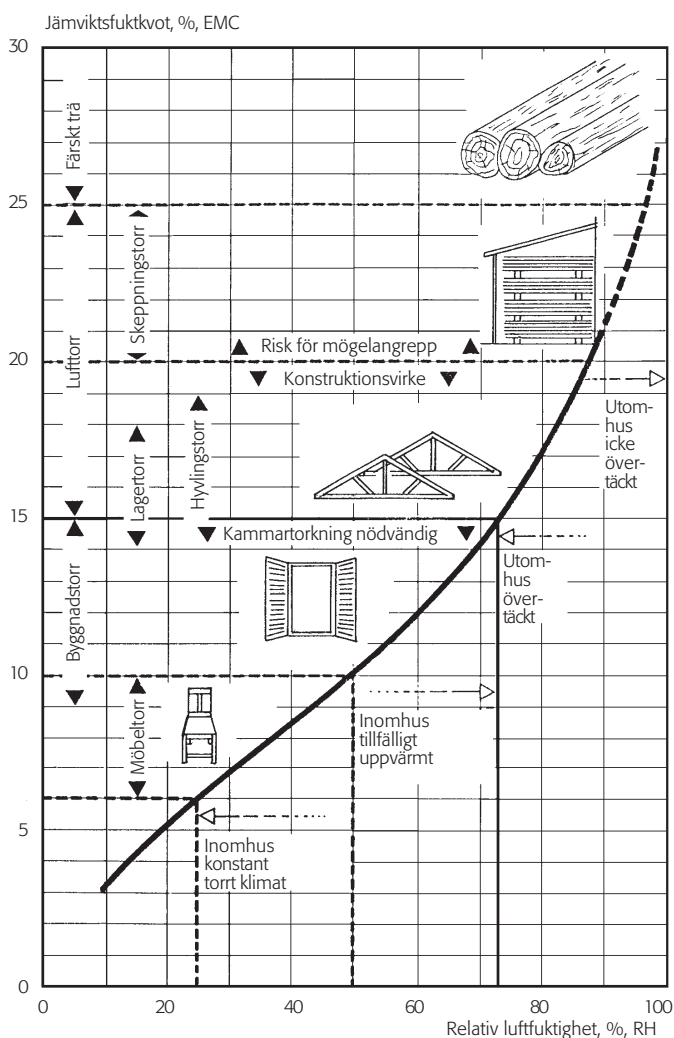 Jämviktsfuktkvot, %, EMC
30
25
20
15
10
5
0
Färskt trä
Skeppningstorr
Lufttorr
Risk för mögelangrepp
Konstruktionsvirke
Hyvlingstorr
Lagertorr
Utom-
hus
icke
över-
täckt
Kammartorkning nödvändig
Utom-
hus
över-
täckt
Byggnadstorr
Möbeltorr
Inomhus
tillfälligt
uppvärmt
Inomhus
konstant
torrt klimat
0 20 40 60 80 100
Relativ luftfuktighet, %, RH